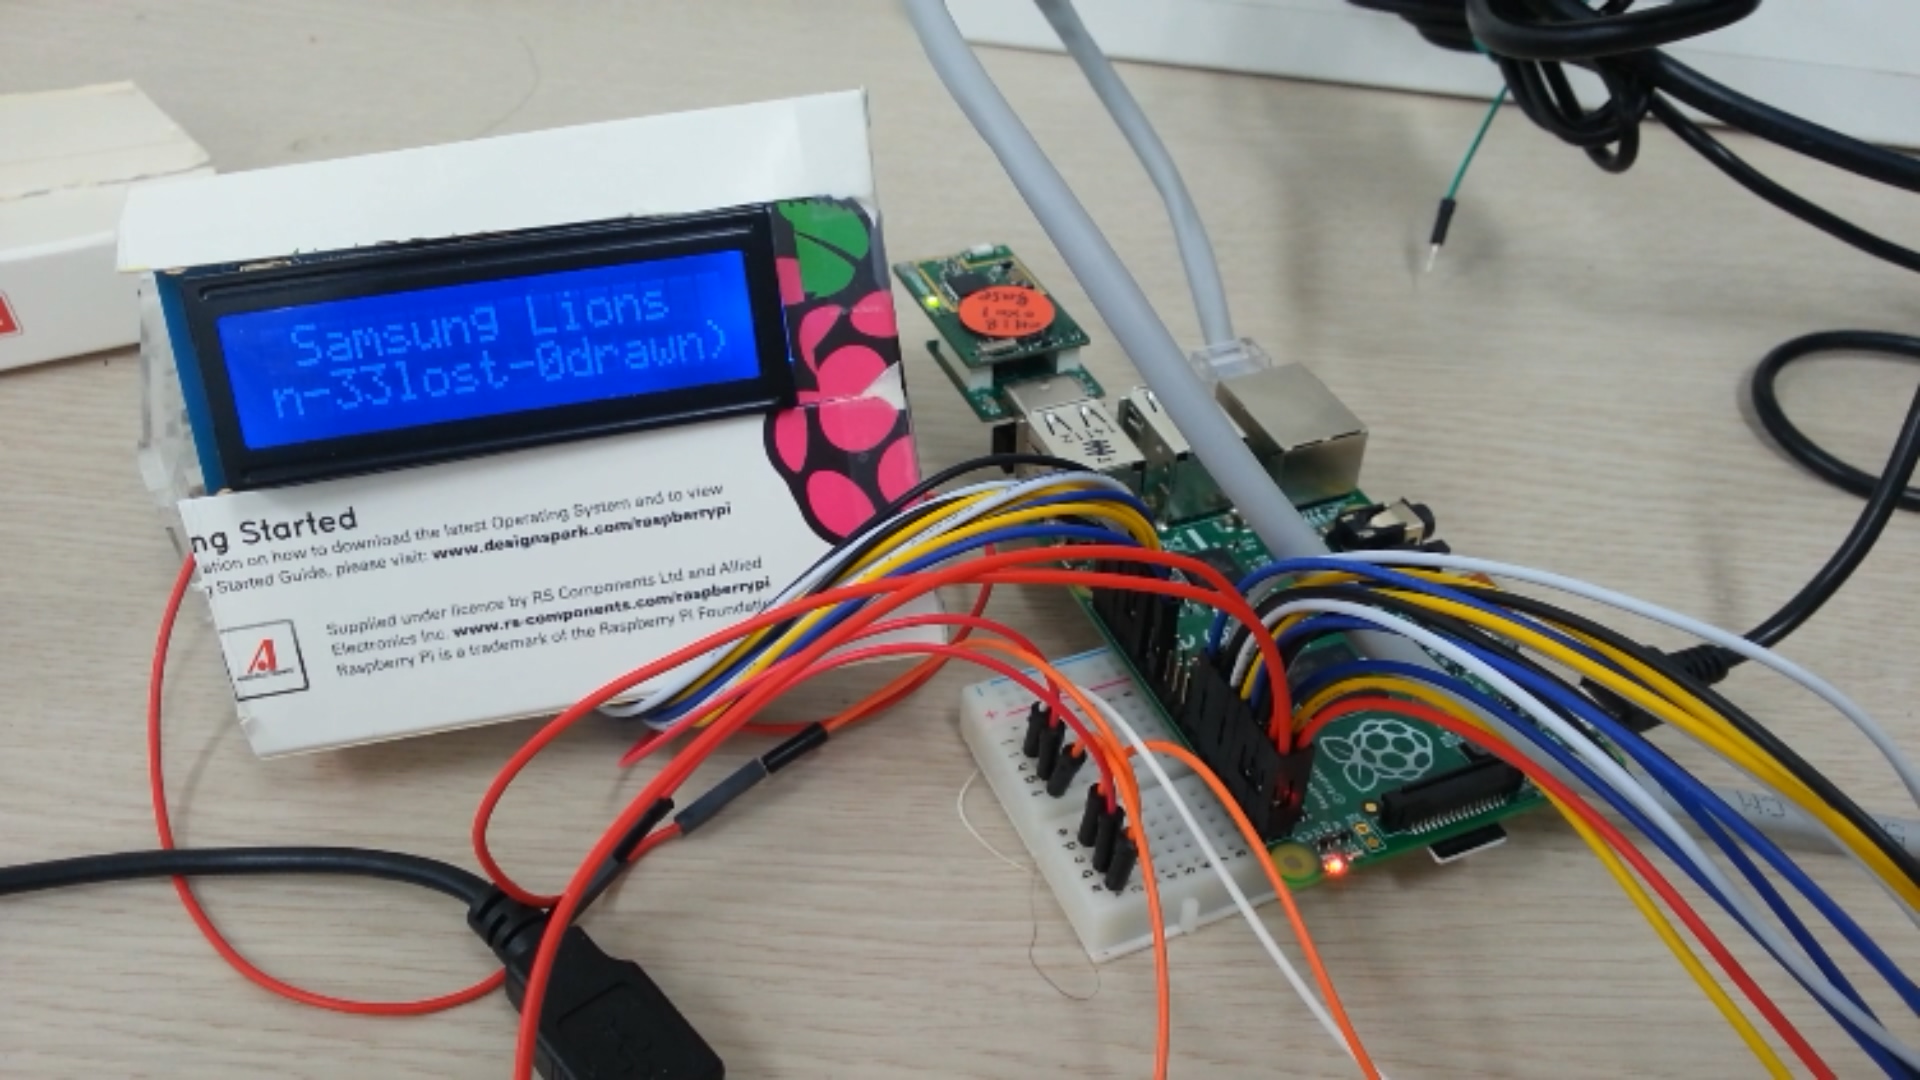 Samsung Lions
n-33lost-0drawn)
ng Started
ation on how to download the latest Operating System and to view
Started Guide, please visit: www.designspark.com/raspberrypi
Supplied under licence by RS Components Ltd and Allied
Electronics Inc. www.rs-components.com/raspberrypi
Raspberry Pi is a trademark of the Raspberry Pi Foundatio
A